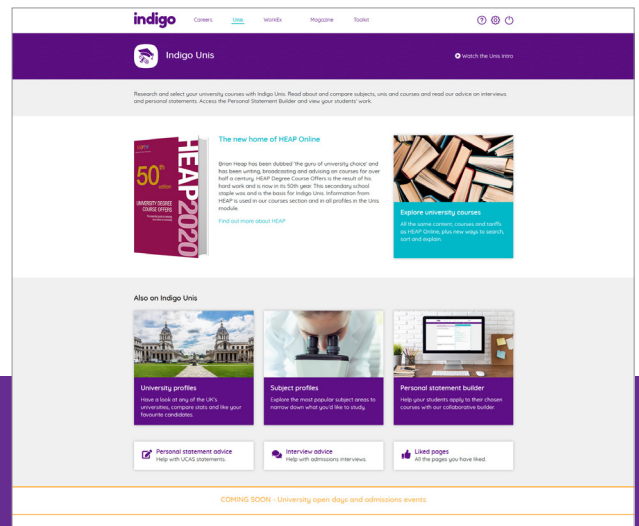 indigo
Careers Unis WorkEx Magazine Toolkit
Indigo Unis
Watch the Unis Intro
Research and select your university courses with Indigo Unis. Read about and compare subjects, unis and courses and read our advice on interviews
and personal statements. Access the Personal Statement Builder and view your students' work.
50th
edition
UNIVERSITY DEGREE
COURSE OFFERS
HEAP2020
The new home of HEAP Online
Brian Heap has been dubbed 'the guru of university choice' and
has been writing, broadcasting and advising on courses for over
half a century. HEAP Degree Course Offers is the result of his
hard work and is now in its 50th year. This secondary school
staple was and is the basis for Indigo Unis. Information from
HEAP is used in our courses section and in all profiles in the Unis
module.
Find out more about HEAP
Explore university courses
All the same content, courses and tariffs
as HEAP Online, plus new ways to search,
sort and explain.
Also on Indigo Unis
University profiles
Have a look at any of the UK's
universities, compare stats and like your
favourite candidates.
Subject profiles
Explore the most popular subject areas to
narrow down what you'd like to study.
Personal statement builder
Help your students apply to their chosen
courses with our collaborative builder.
Personal statement advice
Help with UCAS statements.
Interview advice
Help with admissions interviews.
Liked pages
All the pages you have liked.
COMING SOON - University open days and admissions events